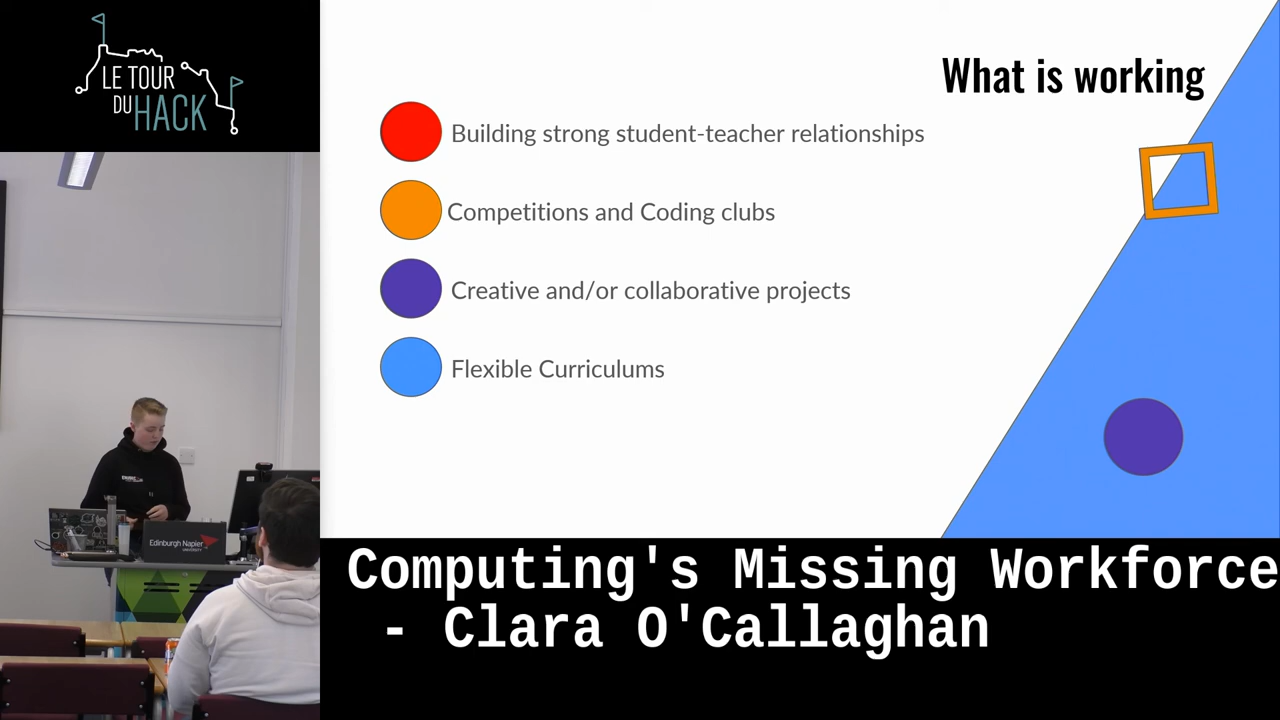 LE TOUR
DU HACK
What is working
Building strong student-teacher relationships
Competitions and Coding clubs
Creative and/or collaborative projects
Flexible Curriculums
Edinburgh Napier
UNIVERSITY
Computing's Missing Workforce
- Clara O'Callaghan